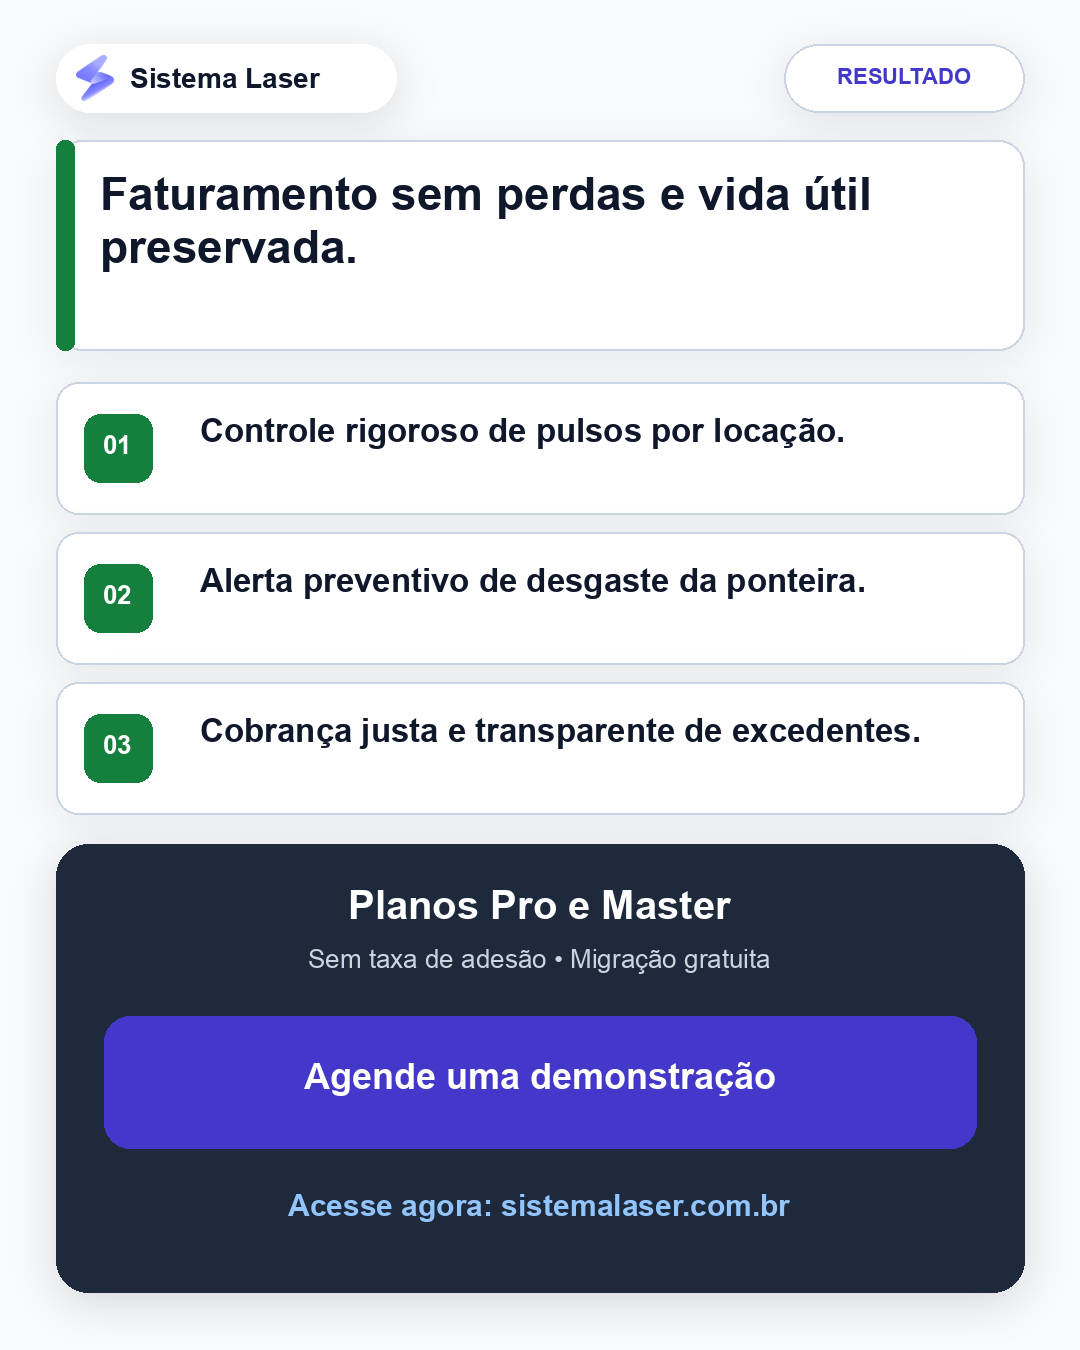 Sistema Laser
RESULTADO
Faturamento sem perdas e vida útil
preservada.
01
Controle rigoroso de pulsos por locação.
02
Alerta preventivo de desgaste da ponteira.
03
Cobrança justa e transparente de excedentes.
Planos Pro e Master
Sem taxa de adesão • Migração gratuita
Agende uma demonstração
Acesse agora: sistemalaser.com.br